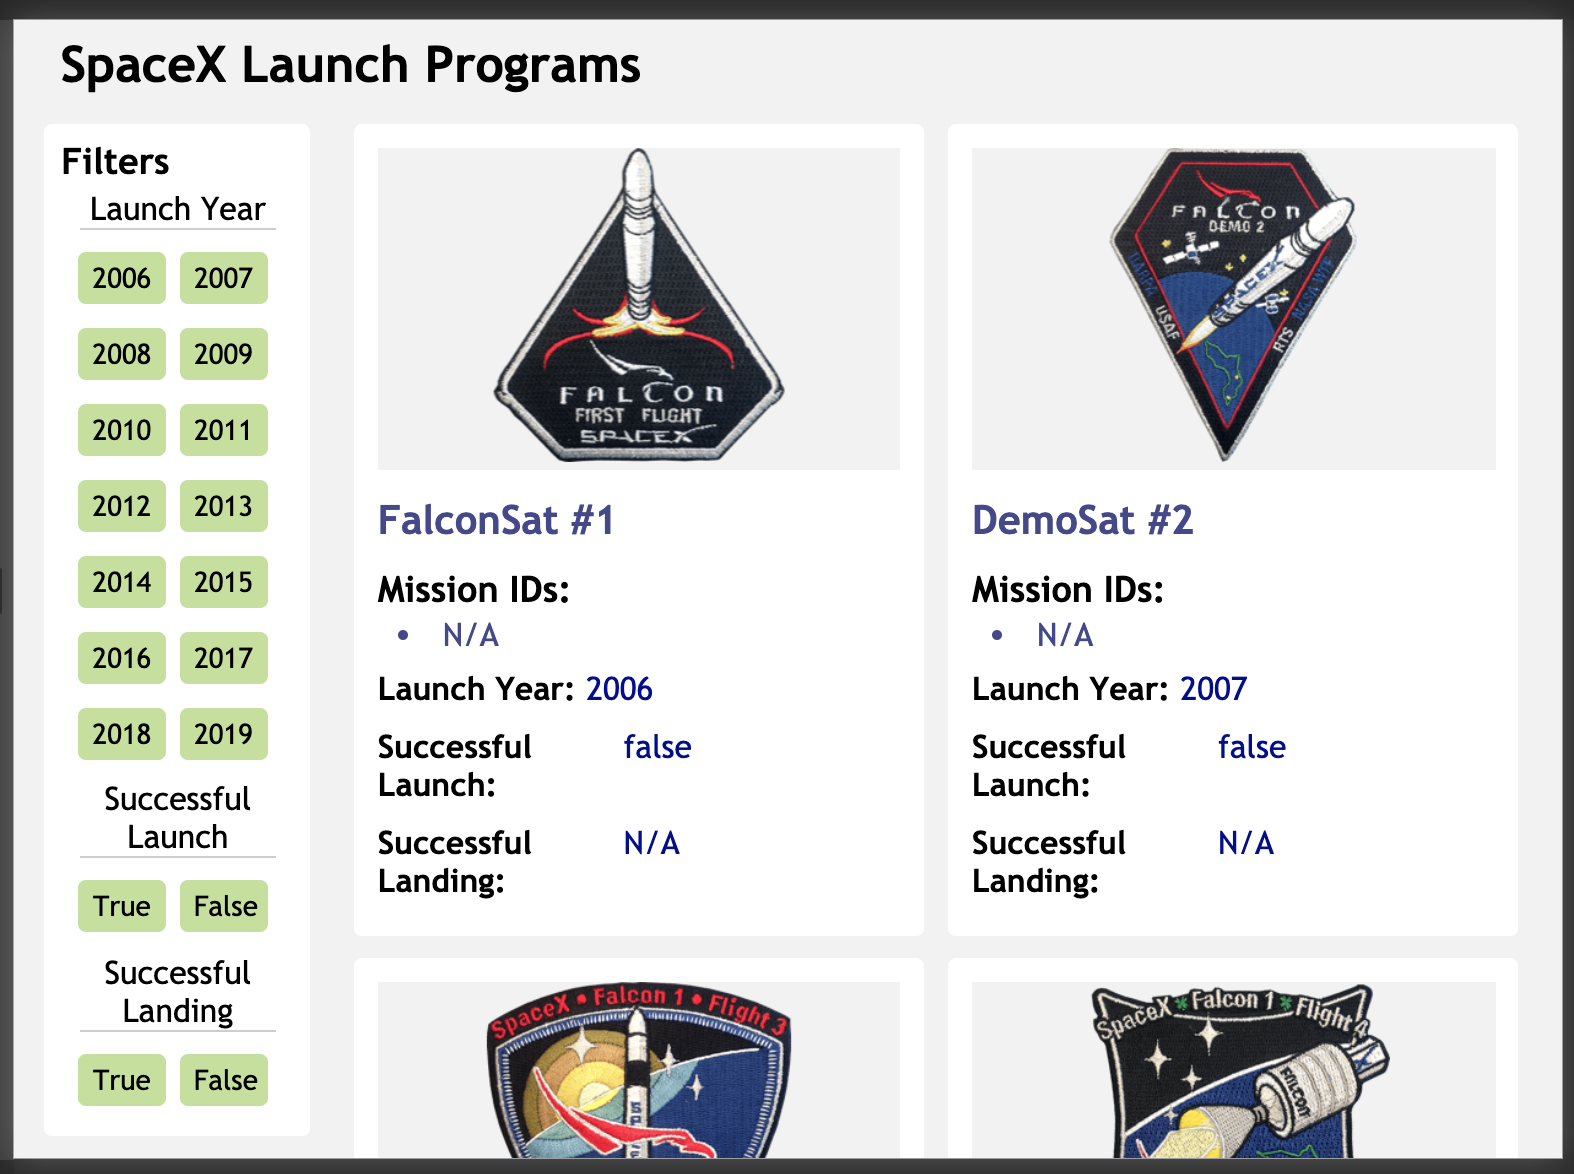 SpaceX Launch Programs
Filters
Launch Year
2006 2007
2008 2009
2010 2011
2012 2013
2014 2015
2016 2017
2018 2019
Successful
Launch
True False
Successful
Landing
True False
FALCON
FIRST FLIGHT
SPACEX
FalconSat #1
Mission IDs:
• N/A
Launch Year: 2006
Successful false
Launch:
Successful N/A
Landing:
FALCON
DEMO 2
DARPA USAF
SPACEX
RTS
DemoSat #2
Mission IDs:
• N/A
Launch Year: 2007
Successful false
Launch:
Successful N/A
Landing:
SpaceX • Falcon 1 • Flight 3
SpaceX Falcon 1 Flight 4
FALCON